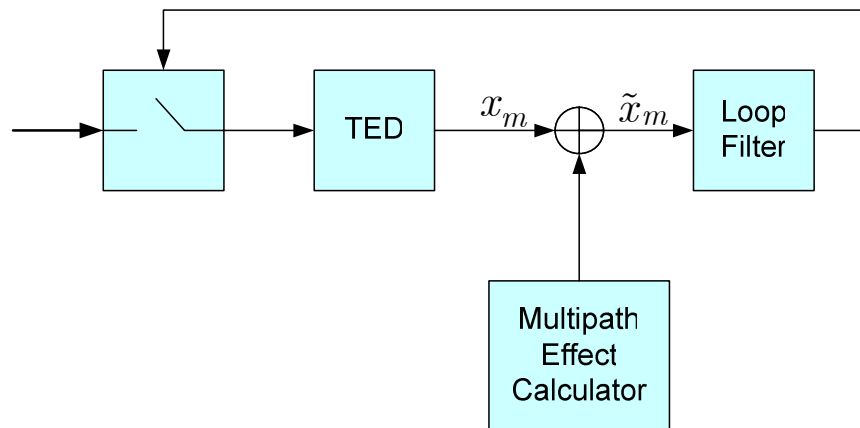 TED
x_m
x̃_m
Loop
Filter
Multipath
Effect
Calculator